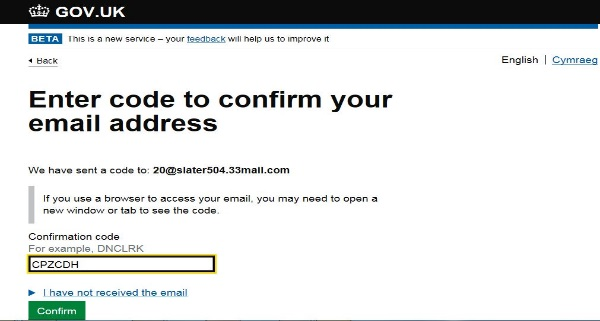 GOV.UK
BETA This is a new service – your feedback will help us to improve it
Back English | Cymraeg
Enter code to confirm your
email address
We have sent a code to: 20@slater504.33mail.com
If you use a browser to access your email, you may need to open a
new window or tab to see the code.
Confirmation code
For example, DNCLRK
CPZCDH
I have not received the email
Confirm